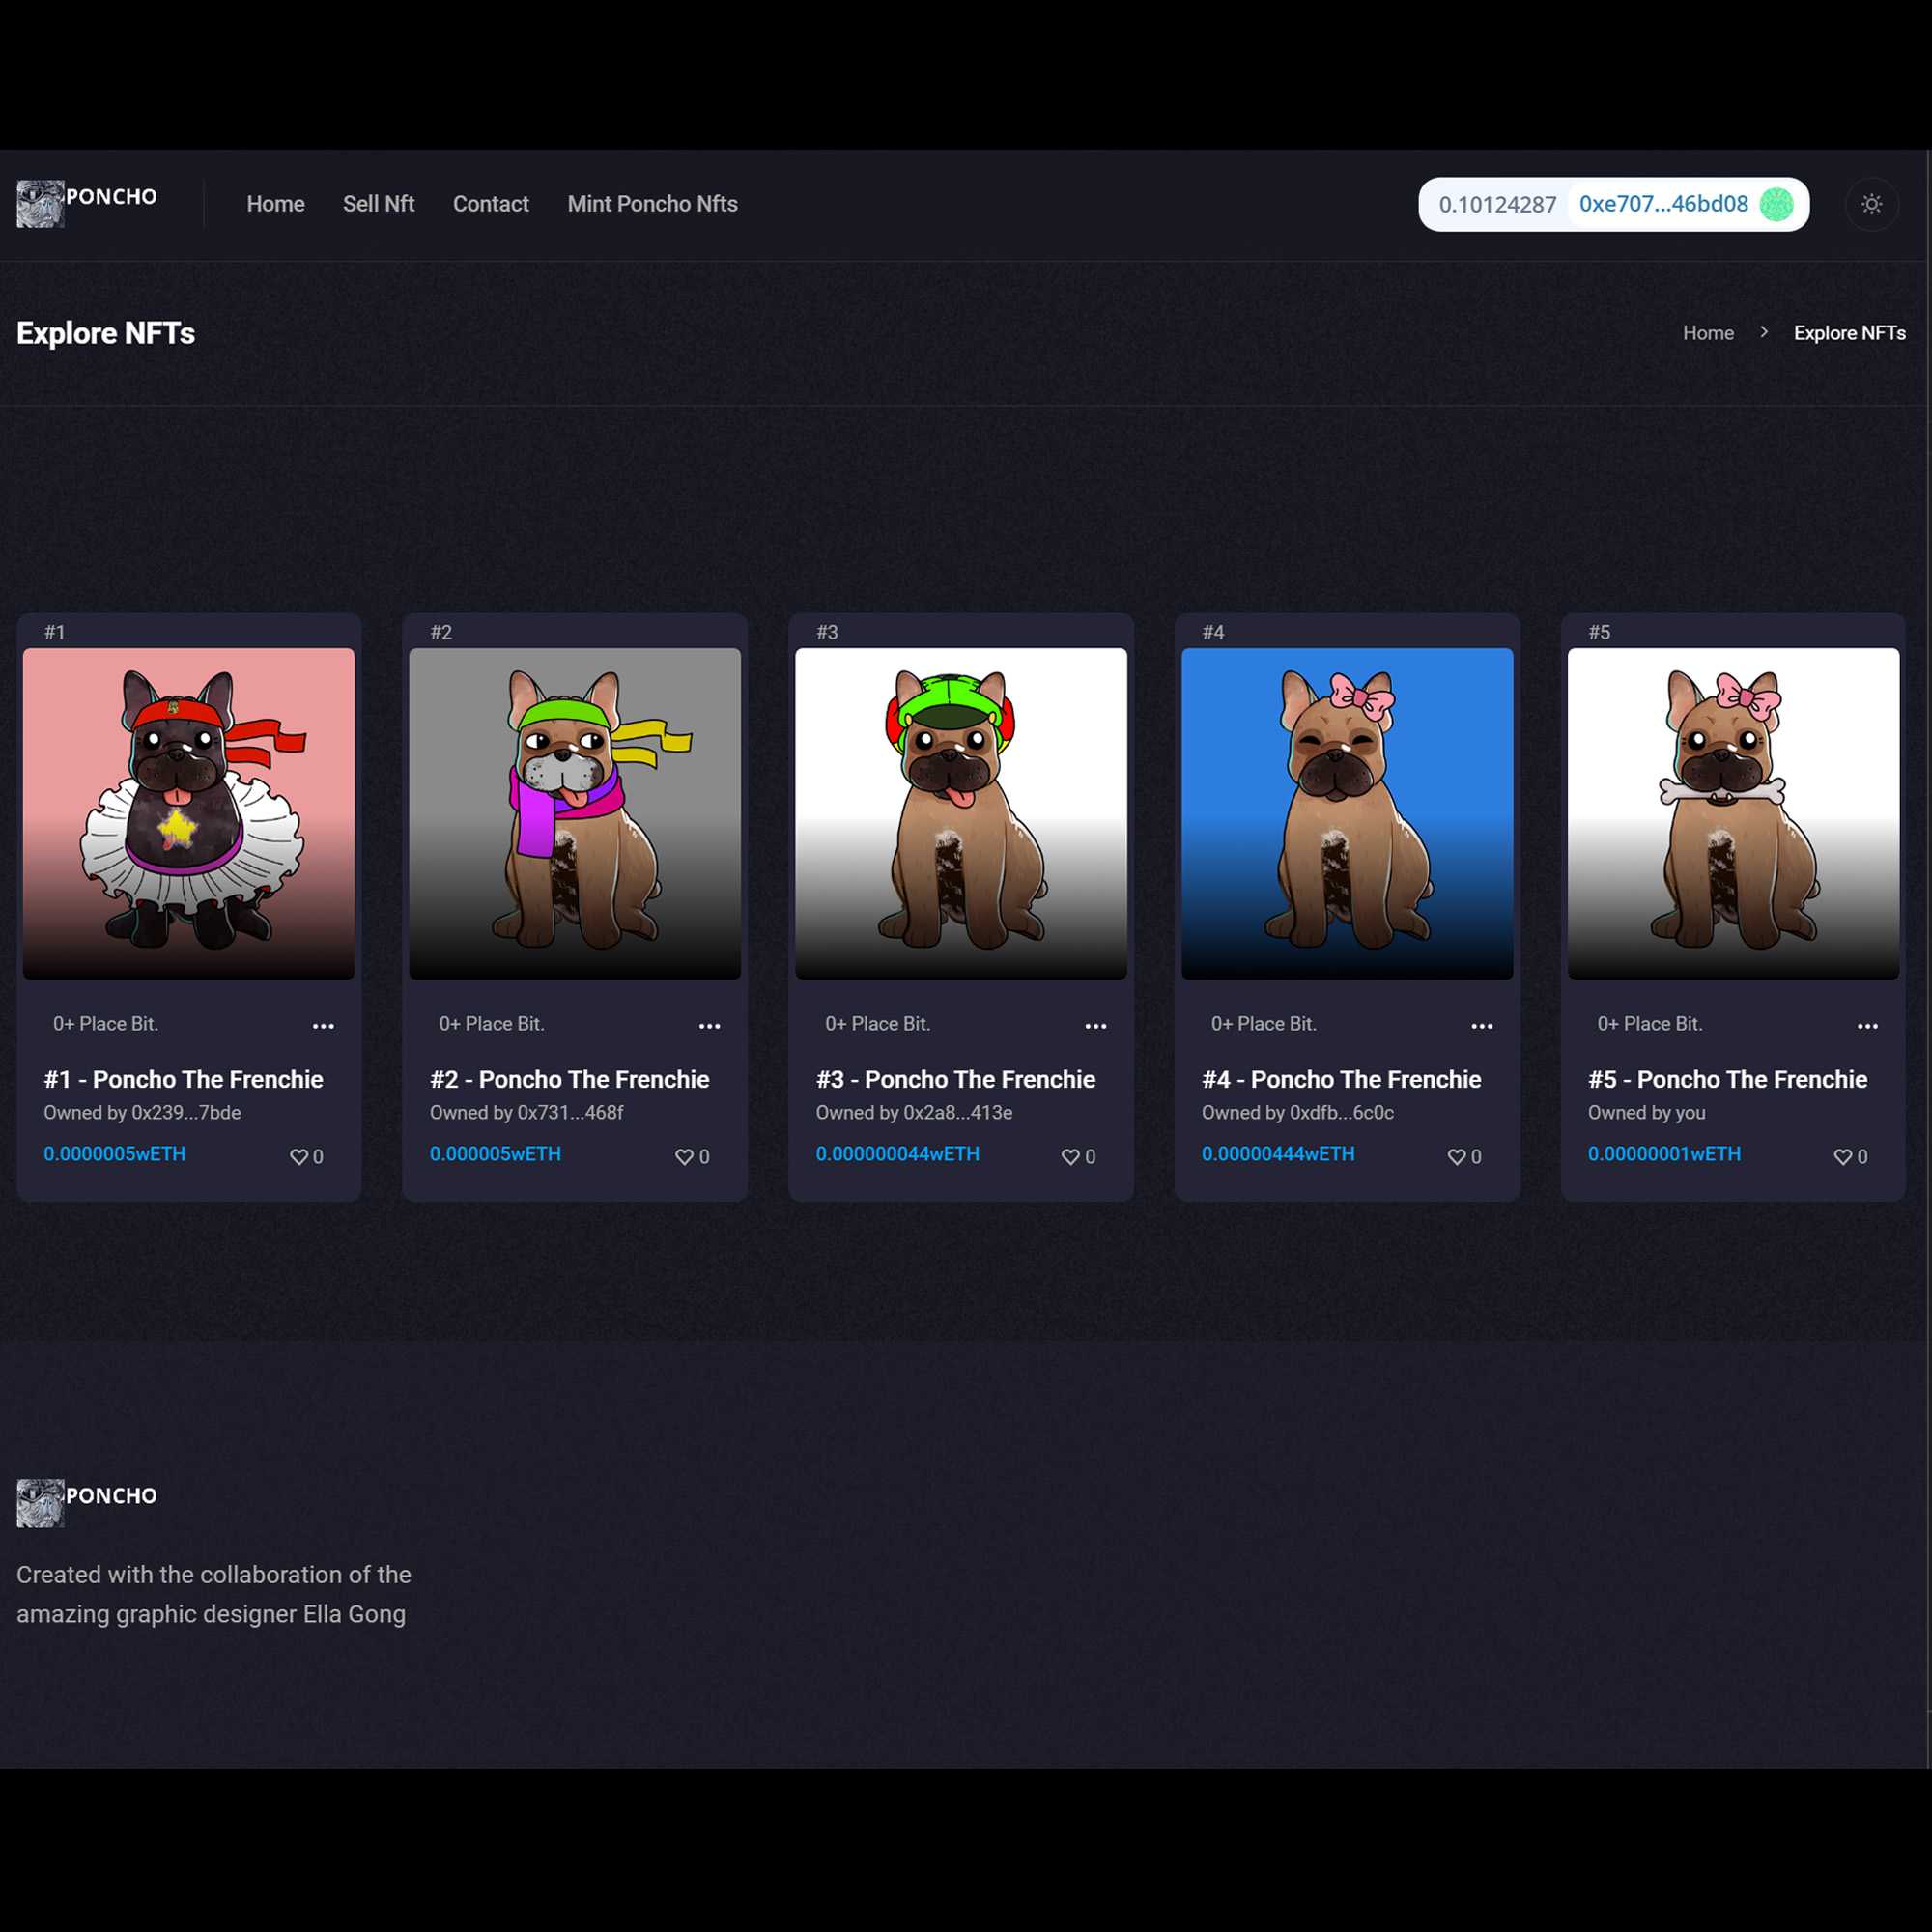 PONCHO
Home
Sell Nft
Contact
Mint Poncho Nfts
0.10124287
0xe707...46bd08
Explore NFTs
Home > Explore NFTs
#1
0+ Place Bit.
#1 - Poncho The Frenchie
Owned by 0x239...7bde
0.0000005wETH
0
#2
0+ Place Bit.
#2 - Poncho The Frenchie
Owned by 0x731...468f
0.000005wETH
0
#3
0+ Place Bit.
#3 - Poncho The Frenchie
Owned by 0x2a8...413e
0.000000044wETH
0
#4
0+ Place Bit.
#4 - Poncho The Frenchie
Owned by 0xdfb...6c0c
0.00000444wETH
0
#5
0+ Place Bit.
#5 - Poncho The Frenchie
Owned by you
0.00000001wETH
0
PONCHO
Created with the collaboration of the
amazing graphic designer Ella Gong